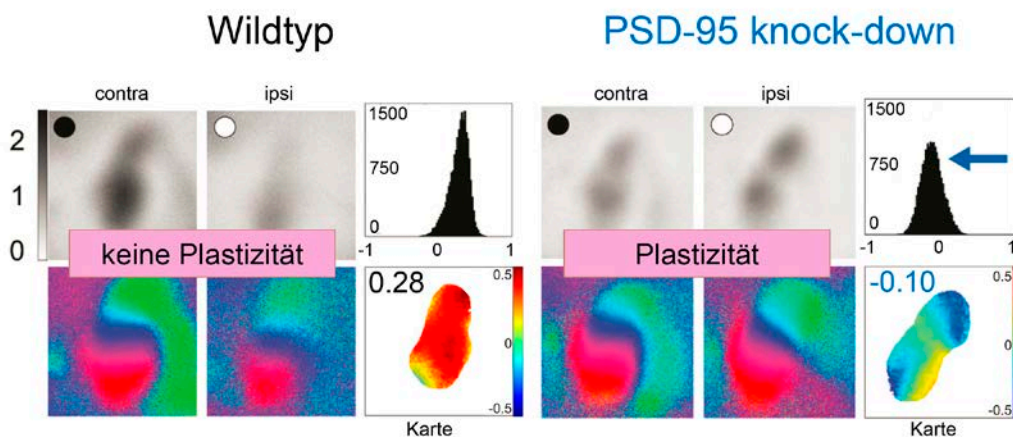 Wildtyp
PSD-95 knock-down
contra
ipsi
contra
ipsi
2
1
0
1500
750
0
-1 0 1
1500
750
0
-1 0 1
keine Plastizität
Plastizität
0.28
0.5
0
-0.5
Karte
-0.10
0.5
0
-0.5
Karte